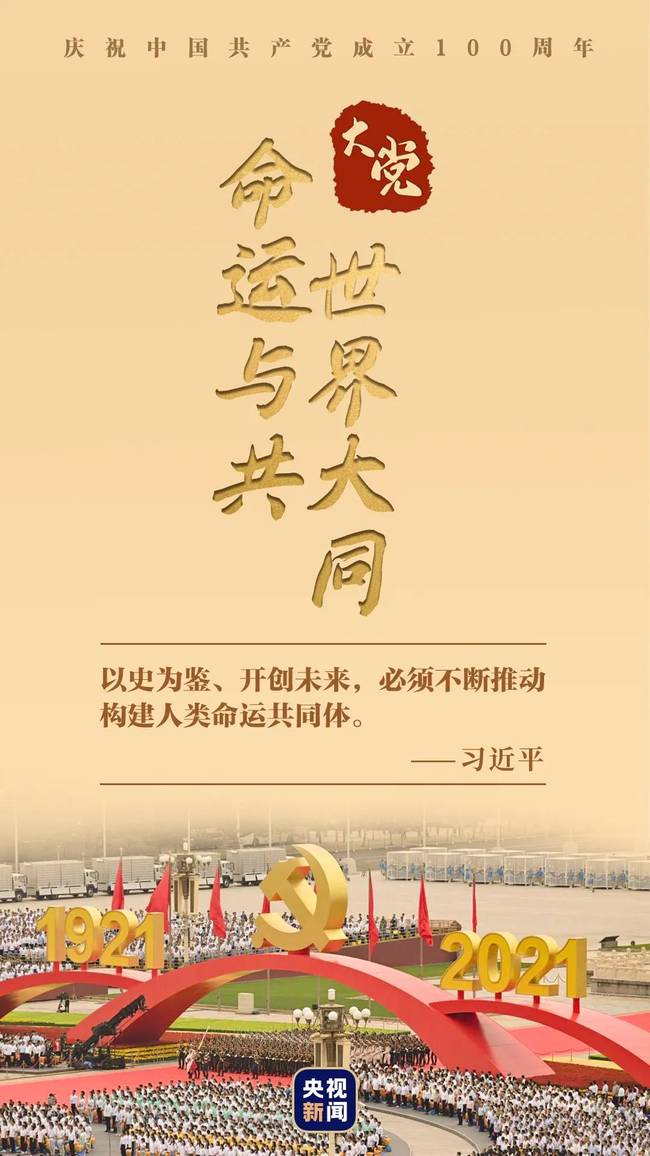 庆祝中国共产党成立100周年
大党
世界大同
命运与共
以史为鉴、开创未来，必须不断推动
构建人类命运共同体。
——习近平
1921
2021
央视
新闻